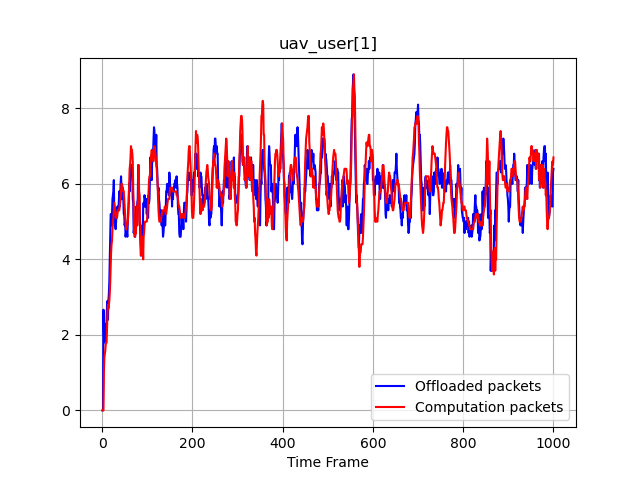 uav_user[1]
8
6
4
2
0
0 200 400 600 800 1000
Time Frame
Offloaded packets
Computation packets